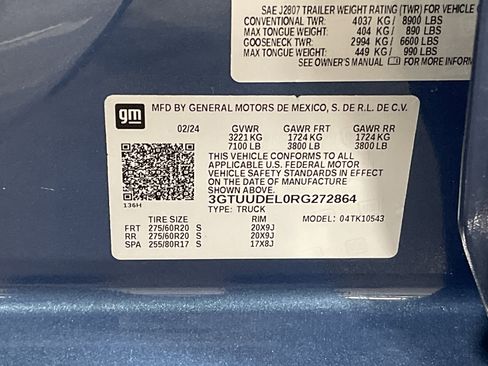 SAE J2807 TRAILER WEIGHT RATING (TWR) FOR VEHICLE
CONVENTIONAL TWR: 4037 KG / 8900 LBS
MAX TONGUE WEIGHT: 404 KG / 890 LBS
GOOSENECK TWR: 2994 KG / 6600 LBS
MAX TONGUE WEIGHT: 449 KG / 990 LBS
SEE OWNER'S MANUAL FOR MORE INFORM
gm MFD BY GENERAL MOTORS DE MEXICO, S. DE R.L. DE C.V.
02/24 GVWR GAWR FRT GAWR RR
3221 KG 1724 KG 1724 KG
7100 LB 3800 LB 3800 LB
THIS VEHICLE CONFORMS TO ALL
APPLICABLE U.S. FEDERAL MOTOR
VEHICLE SAFETY STANDARDS IN EFFECT
ON THE DATE OF MANUFACTURE
SHOWN ABOVE.
3GTUUDEL0RG272864
136H TYPE: TRUCK
TIRE SIZE RIM MODEL: 04TK10543
FRT 275/60R20 S 20X9J
RR 275/60R20 S 20X9J
SPA 255/80R17 S 17X8J